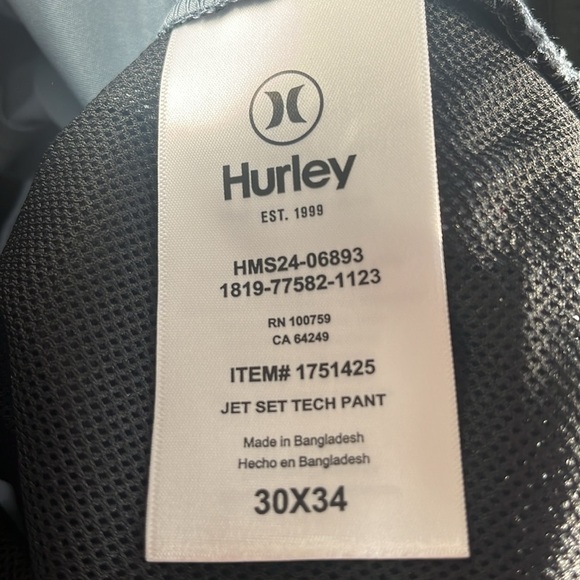 Hurley
EST. 1999
HMS24-06893
1819-77582-1123
RN 100759
CA 64249
ITEM# 1751425
JET SET TECH PANT
Made in Bangladesh
Hecho en Bangladesh
30X34